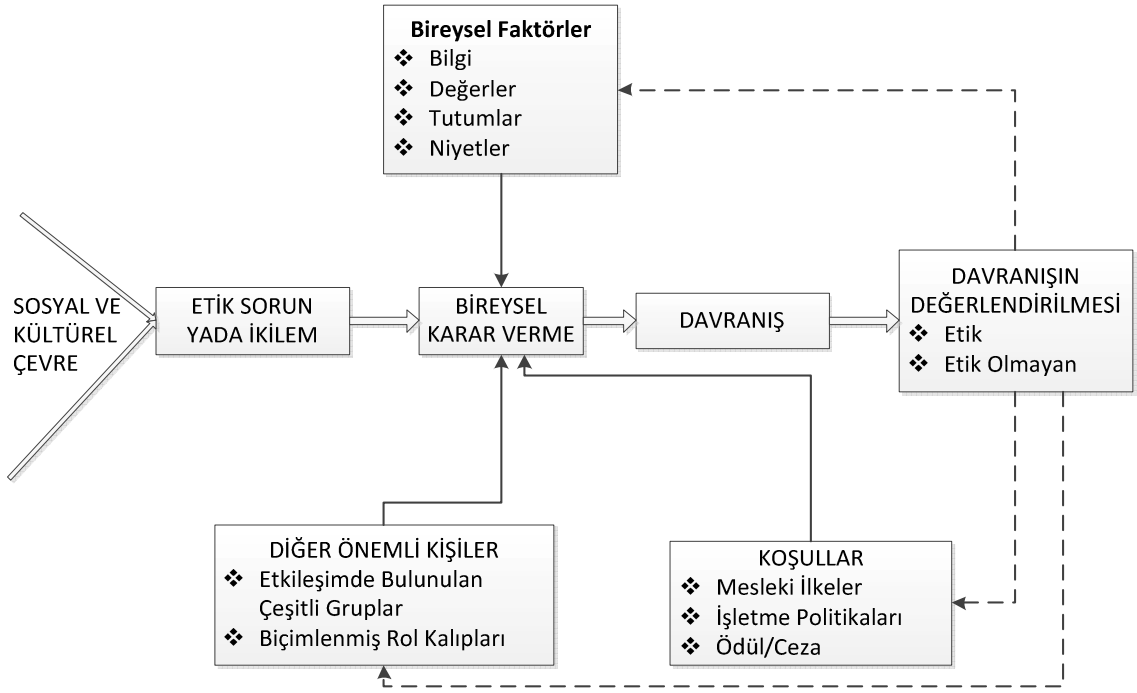 Bireysel Faktörler
❖ Bilgi
❖ Değerler
❖ Tutumlar
❖ Niyetler
SOSYAL VE
KÜLTÜREL
ÇEVRE
ETİK SORUN
YADA İKİLEM
BİREYSEL
KARAR VERME
DAVRANIŞ
DAVRANIŞIN
DEĞERLENDİRİLMESİ
❖ Etik
❖ Etik Olmayan
DİĞER ÖNEMLİ KİŞİLER
❖ Etkileşimde Bulunulan
Çeşitli Gruplar
❖ Biçimlenmiş Rol Kalıpları
KOŞULLAR
❖ Mesleki İlkeler
❖ İşletme Politikaları
❖ Ödül/Ceza